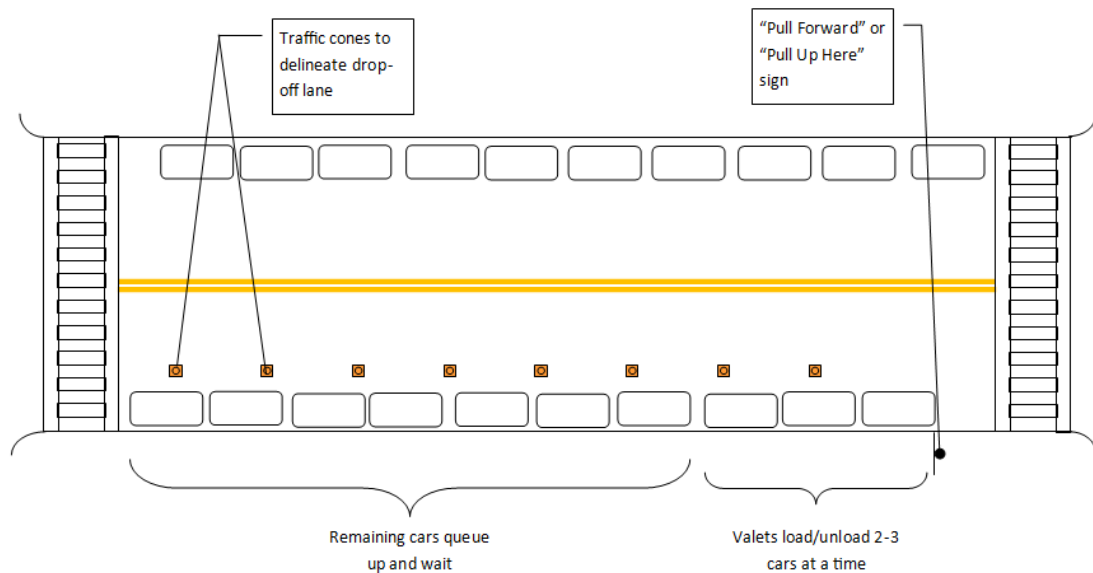 Traffic cones to
delineate drop-
off lane
“Pull Forward” or
“Pull Up Here”
sign
Remaining cars queue
up and wait
Valets load/unload 2-3
cars at a time